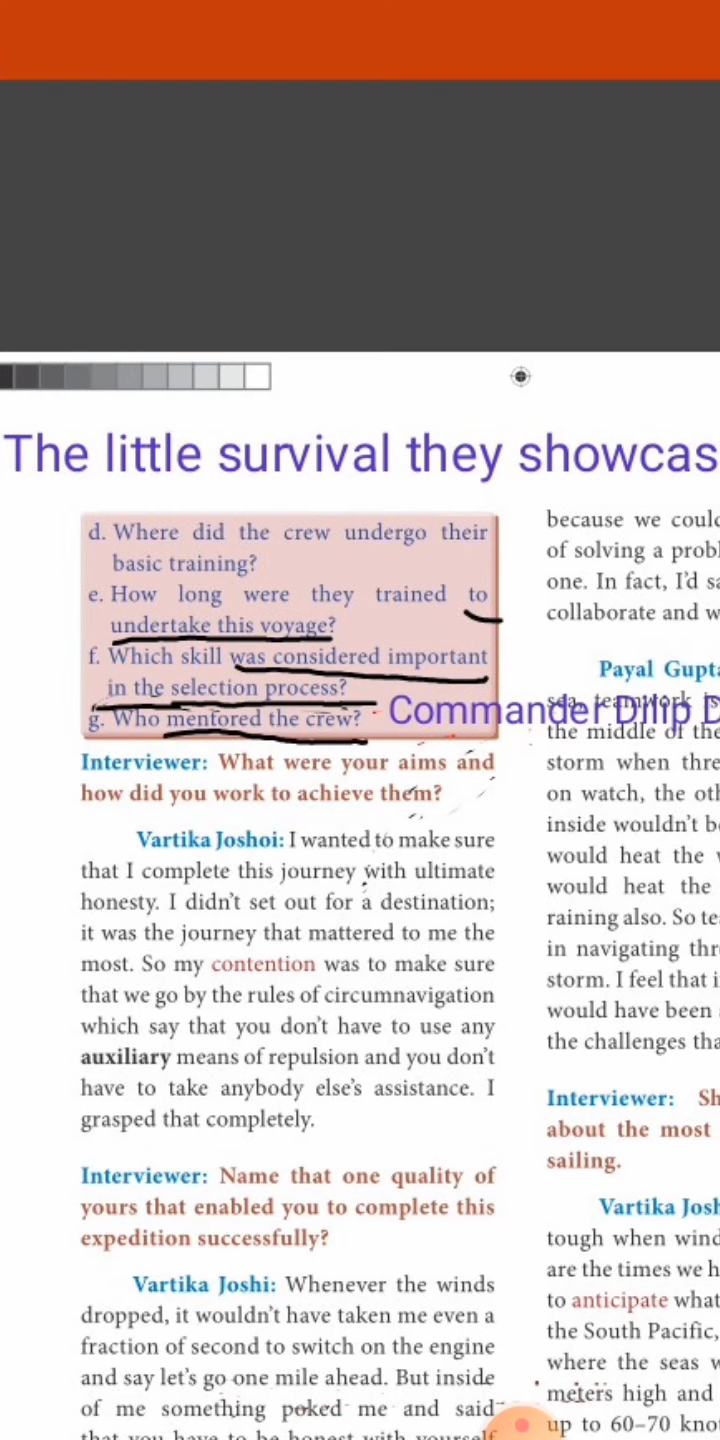 The little survival they showcas
d. Where did the crew undergo their
basic training?
e. How long were they trained to
undertake this voyage?
f. Which skill was considered important
in the selection process?
g. Who mentored the crew?
Commander Dilip D
Interviewer: What were your aims and
how did you work to achieve them?
Vartika Joshoi: I wanted to make sure
that I complete this journey with ultimate
honesty. I didn't set out for a destination;
it was the journey that mattered to me the
most. So my contention was to make sure
that we go by the rules of circumnavigation
which say that you don't have to use any
auxiliary means of repulsion and you don't
have to take anybody else's assistance. I
grasped that completely.
Interviewer: Name that one quality of
yours that enabled you to complete this
expedition successfully?
Vartika Joshi: Whenever the winds
dropped, it wouldn't have taken me even a
fraction of second to switch on the engine
and say let's go one mile ahead. But inside
of me something poked me and said
that you have to be honest with yourself
because we could
of solving a prob
one. In fact, I'd sa
collaborate and w
Payal Gupta
sea, teamwork is
the middle of the
storm when thre
on watch, the oth
inside wouldn't be
would heat the w
would heat the
raining also. So te
in navigating thr
storm. I feel that i
would have been
the challenges tha
Interviewer: Sh
about the most
sailing.
Vartika Josh
tough when wind
are the times we h
to anticipate what
the South Pacific,
where the seas w
meters high and
up to 60–70 kno